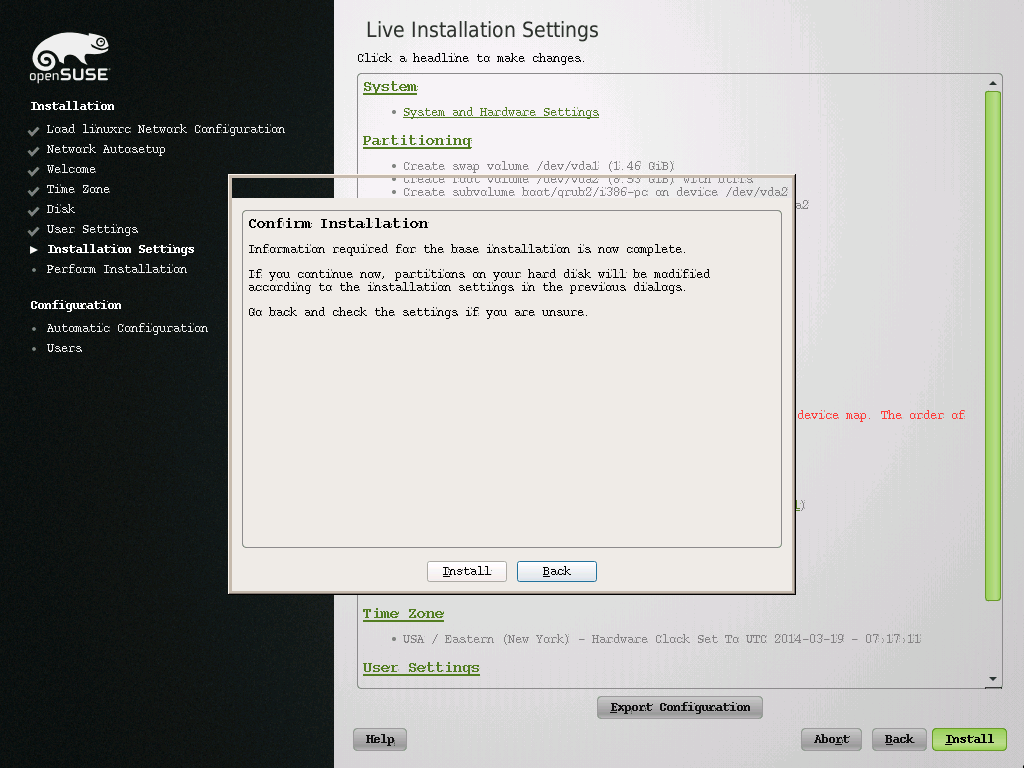 openSUSE
Installation
Load linuxrc Network Configuration
Network Autosetup
Welcome
Time Zone
Disk
User Settings
Installation Settings
Perform Installation
Configuration
Automatic Configuration
Users
Live Installation Settings
Click a headline to make changes.
System
System and Hardware Settings
Partitioning
Create swap volume /dev/vda1 (1.46 GiB)
Create root volume /dev/vda2 (8.53 GiB) with btrfs
Create subvolume boot/grub2/i386-pc on device /dev/vda2
a2
Confirm Installation
Information required for the base installation is now complete.
If you continue now, partitions on your hard disk will be modified
according to the installation settings in the previous dialogs.
Go back and check the settings if you are unsure.
Install
Back
device map. The order of
)
Time Zone
USA / Eastern (New York) - Hardware Clock Set To UTC 2014-03-19 - 07:17:11
User Settings
Export Configuration
Help
Abort
Back
Install